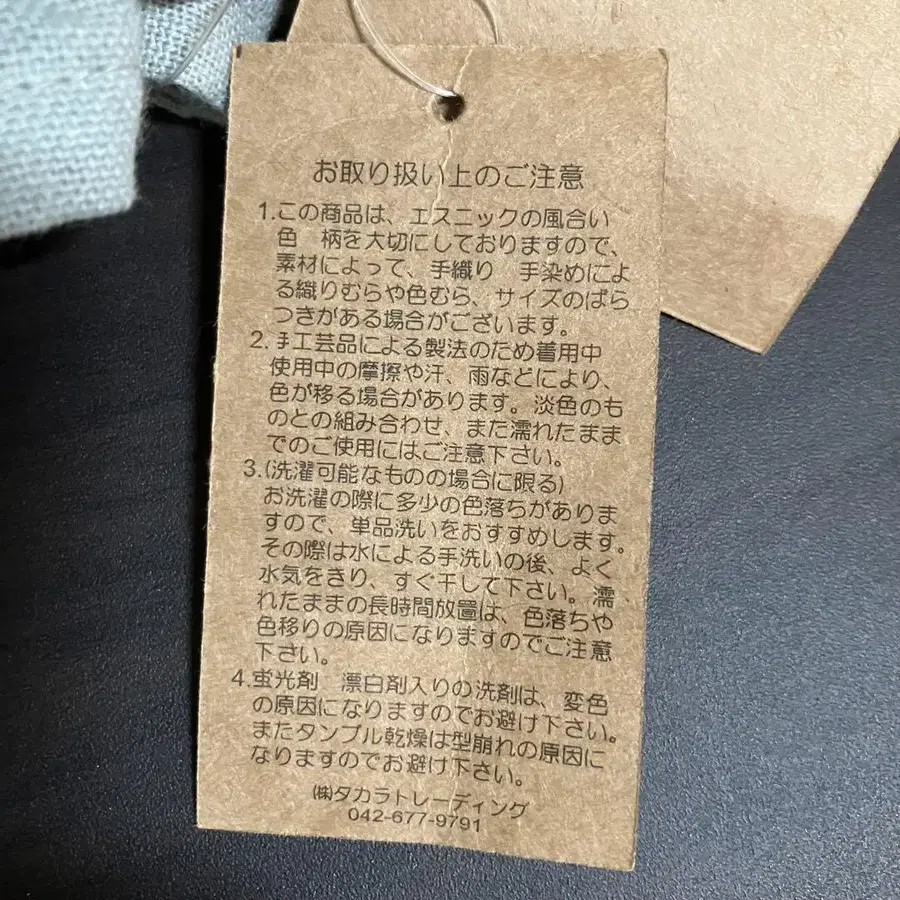 お取り扱い上のご注意
1.この商品は、エスニックの風合い
色　柄を大切にしておりますので、
素材によって、手織り　手染めによ
る織りむらや色むら、サイズのばら
つきがある場合がございます。
2.手工芸品による製法のため着用中
使用中の摩擦や汗、雨などにより、
色が移る場合があります。淡色のも
のとの組み合わせ、また濡れたまま
でのご使用にはご注意下さい。
3.(洗濯可能なものの場合に限る)
お洗濯の際に多少の色落ちがありま
すので、単品洗いをおすすめします。
その際は水による手洗いの後、よく
水気をきり、すぐ干して下さい。濡
れたままの長時間放置は、色落ちや
色移りの原因になりますのでご注意
下さい。
4.蛍光剤　漂白剤入りの洗剤は、変色
の原因になりますのでお避け下さい。
またタンブル乾燥は型崩れの原因に
なりますのでお避け下さい。
㈱タカラトレーディング
042-677-9791